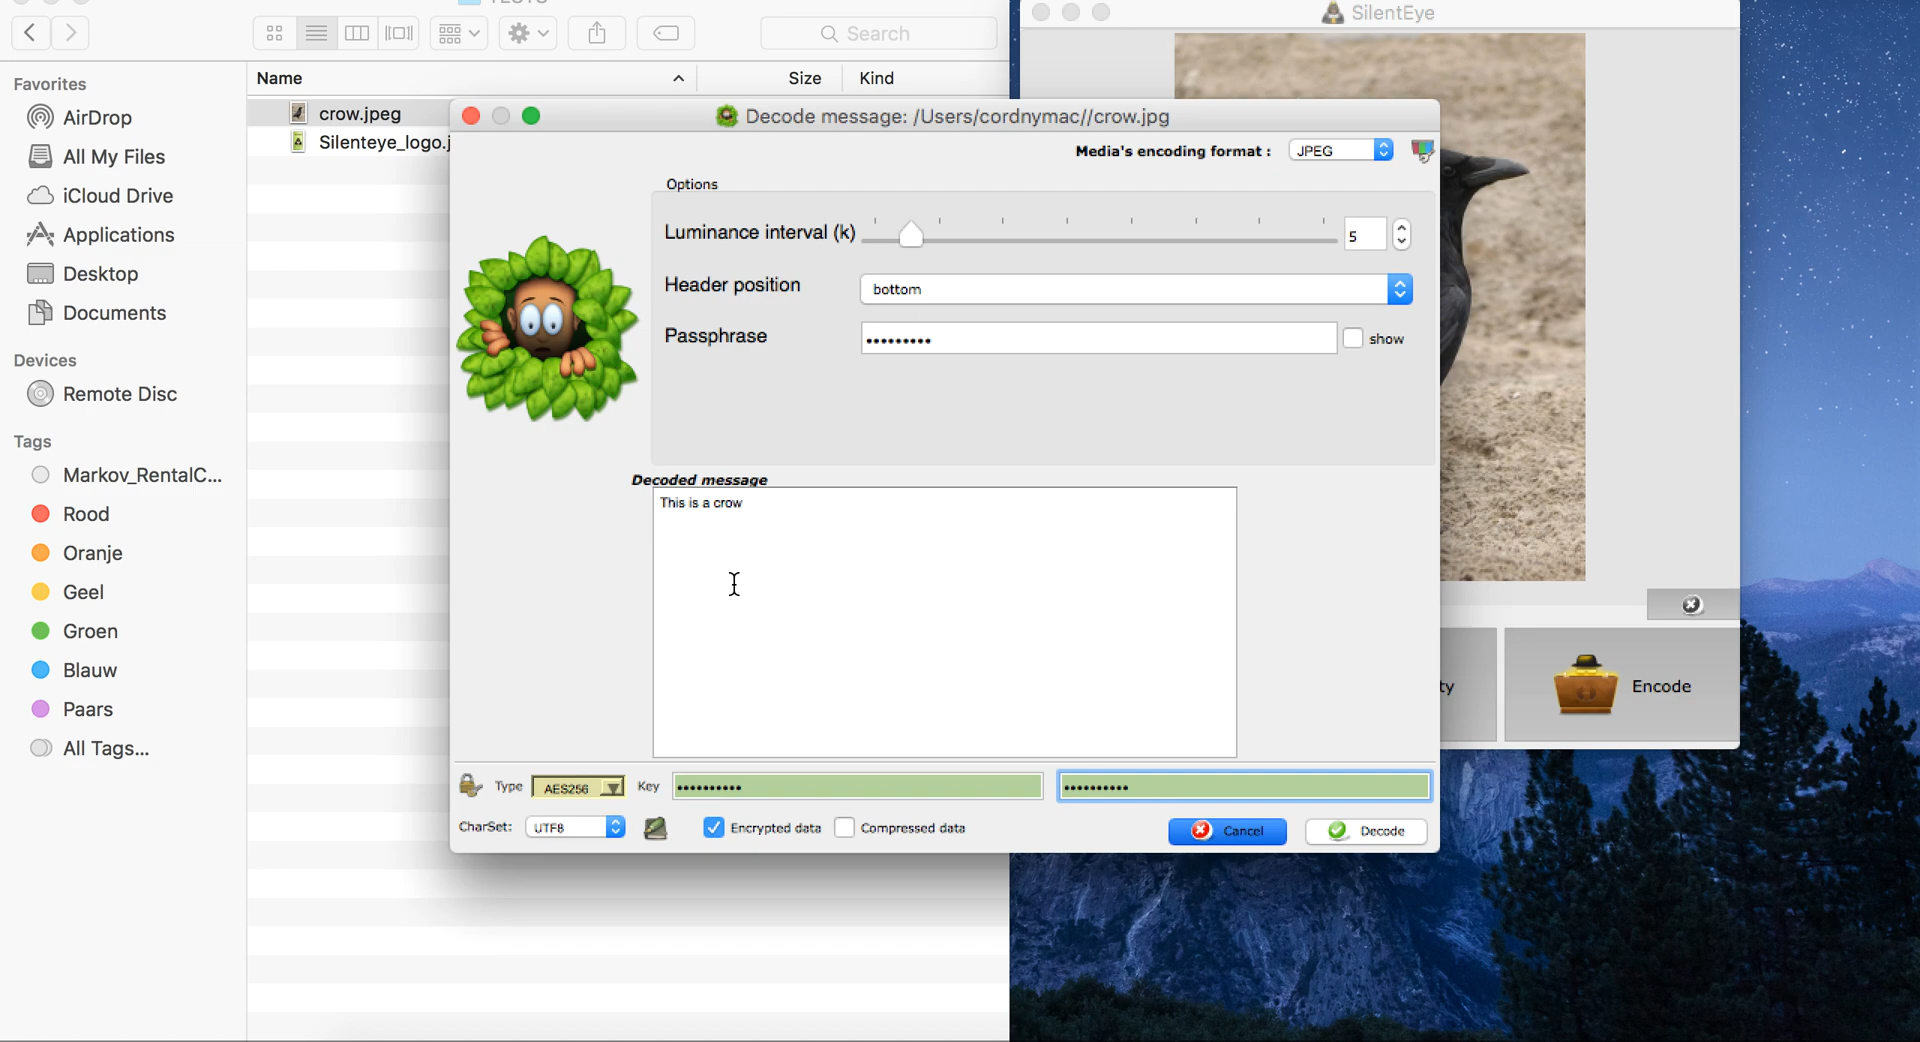 Search
Name
Size
Kind
Favorites
AirDrop
All My Files
iCloud Drive
Applications
Desktop
Documents
Devices
Remote Disc
Tags
Markov_RentalC...
Rood
Oranje
Geel
Groen
Blauw
Paars
All Tags...
crow.jpeg
Silenteye_logo.j
SilentEye
Decode message: /Users/cordnymac//crow.jpg
Media's encoding format : JPEG
Options
Luminance interval (k) 5
Header position bottom
Passphrase ••••••••• show
Decoded message
This is a crow
Type AES256 Key •••••••••• ••••••••••
CharSet: UTF8 Encrypted data Compressed data Cancel Decode
ty
Encode